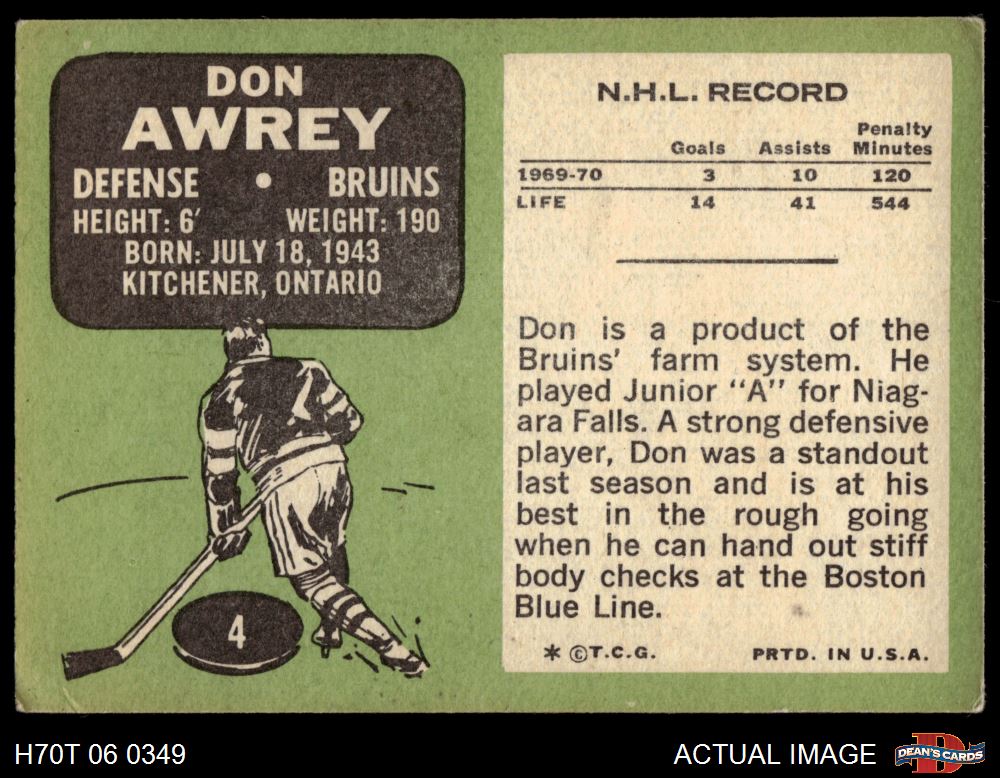 DON
AWREY
DEFENSE • BRUINS
HEIGHT: 6' WEIGHT: 190
BORN: JULY 18, 1943
KITCHENER, ONTARIO
4
4
N.H.L. RECORD
Goals Assists Penalty Minutes
1969-70 3 10 120
LIFE 14 41 544
Don is a product of the
Bruins' farm system. He
played Junior "A" for Niag-
ara Falls. A strong defensive
player, Don was a standout
last season and is at his
best in the rough going
when he can hand out stiff
body checks at the Boston
Blue Line.
* ©T.C.G. PRTD. IN U.S.A.
H70T 06 0349 ACTUAL IMAGE D DEAN'S CARDS